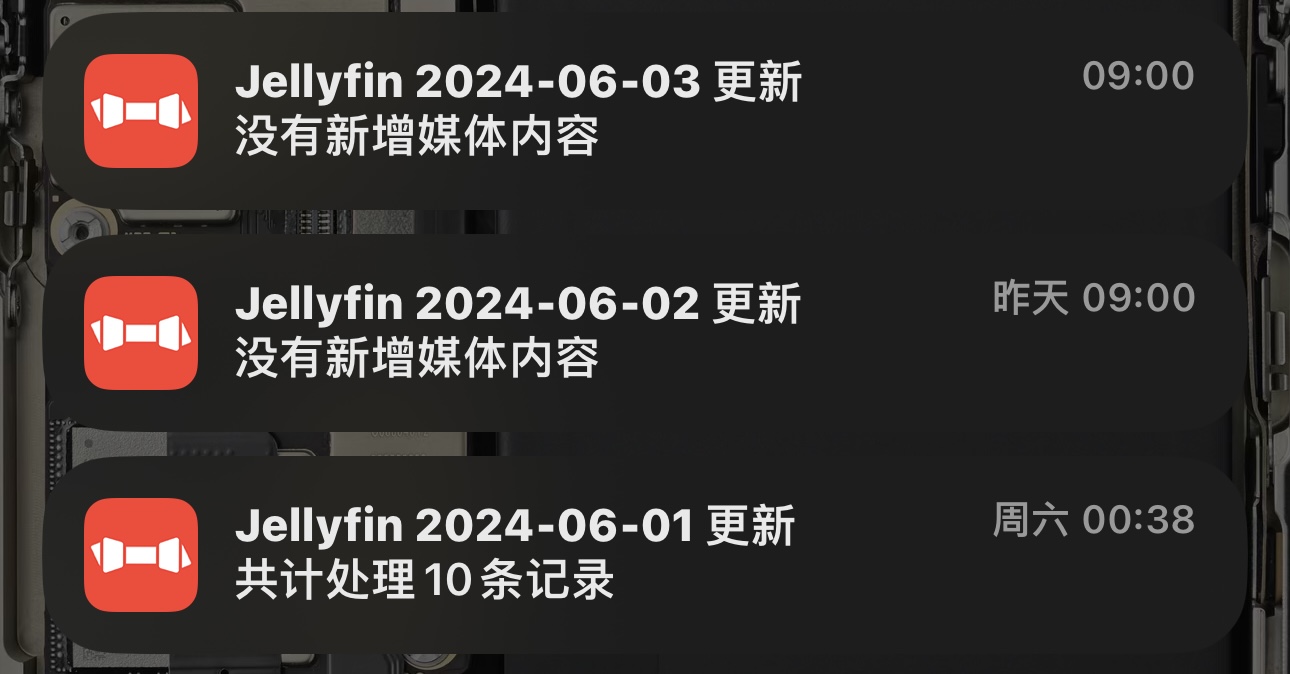 Jellyfin 2024-06-03 更新
09:00
没有新增媒体内容
Jellyfin 2024-06-02 更新
昨天 09:00
没有新增媒体内容
Jellyfin 2024-06-01 更新
周六 00:38
共计处理 10 条记录